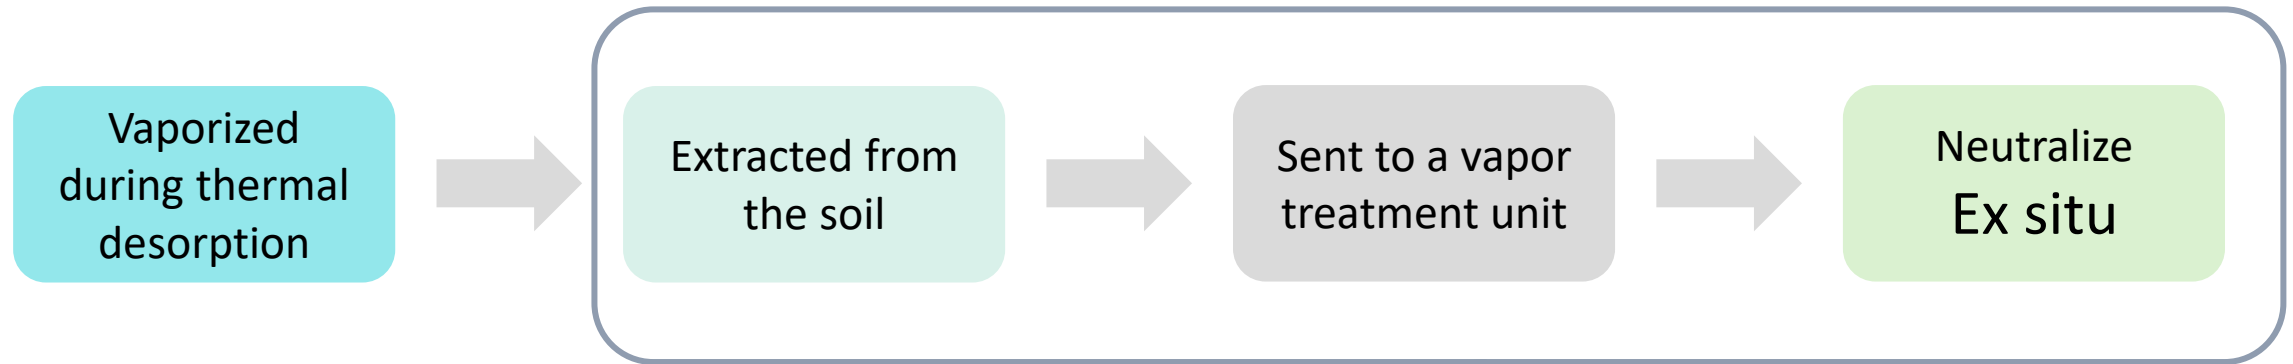 Vaporized
during thermal
desorption
Extracted from
the soil
Sent to a vapor
treatment unit
Neutralize
Ex situ